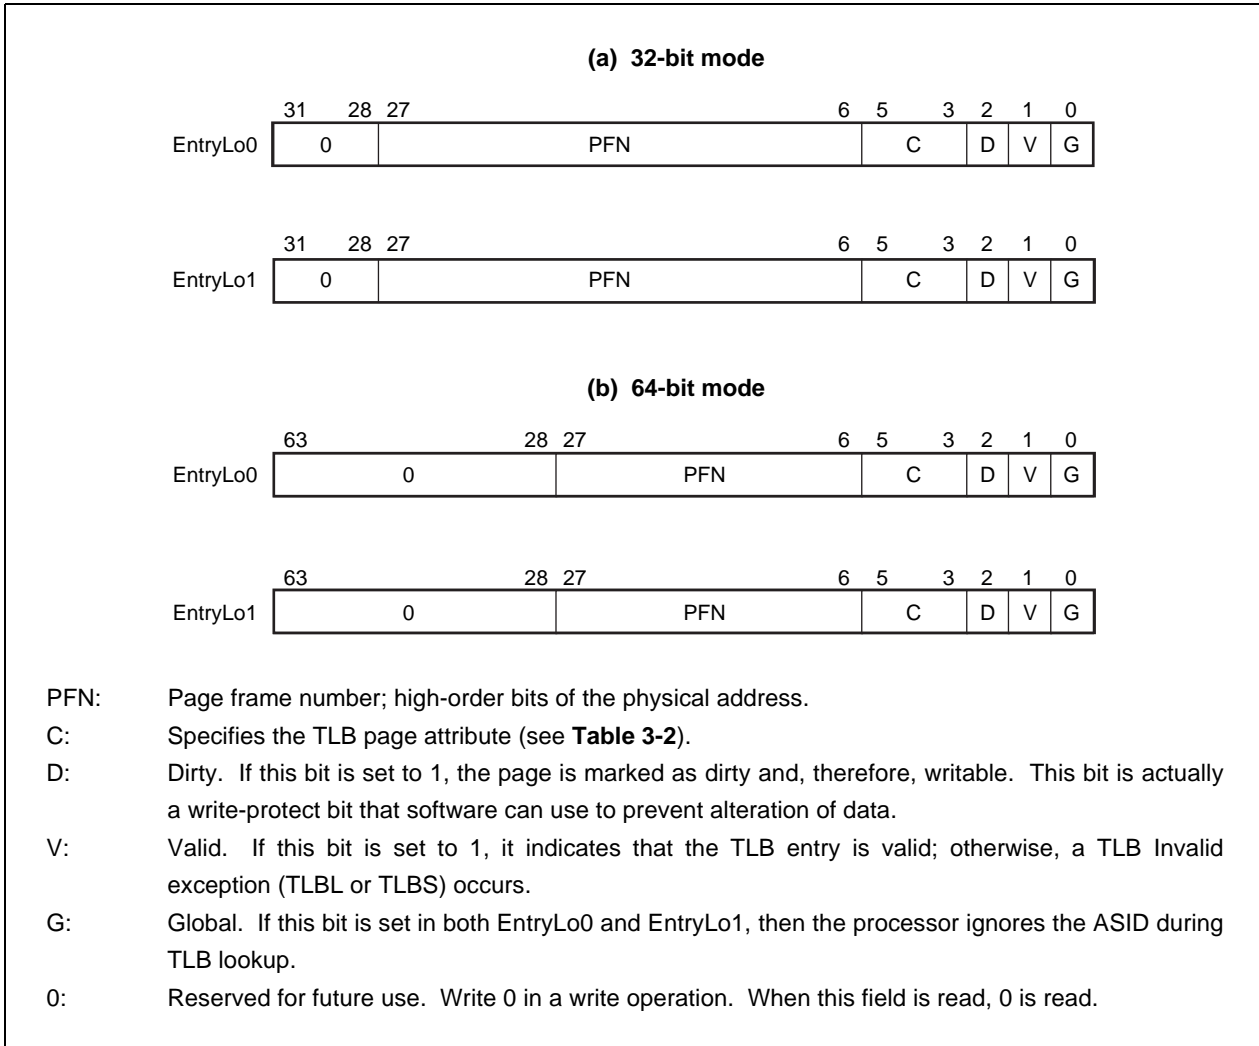 (a) 32-bit mode
31 28 27 6 5 3 2 1 0
EntryLo0 0 PFN C D V G
31 28 27 6 5 3 2 1 0
EntryLo1 0 PFN C D V G
(b) 64-bit mode
63 28 27 6 5 3 2 1 0
EntryLo0 0 PFN C D V G
63 28 27 6 5 3 2 1 0
EntryLo1 0 PFN C D V G
PFN: Page frame number; high-order bits of the physical address.
C: Specifies the TLB page attribute (see Table 3-2).
D: Dirty. If this bit is set to 1, the page is marked as dirty and, therefore, writable. This bit is actually
a write-protect bit that software can use to prevent alteration of data.
V: Valid. If this bit is set to 1, it indicates that the TLB entry is valid; otherwise, a TLB Invalid
exception (TLBL or TLBS) occurs.
G: Global. If this bit is set in both EntryLo0 and EntryLo1, then the processor ignores the ASID during
TLB lookup.
0: Reserved for future use. Write 0 in a write operation. When this field is read, 0 is read.